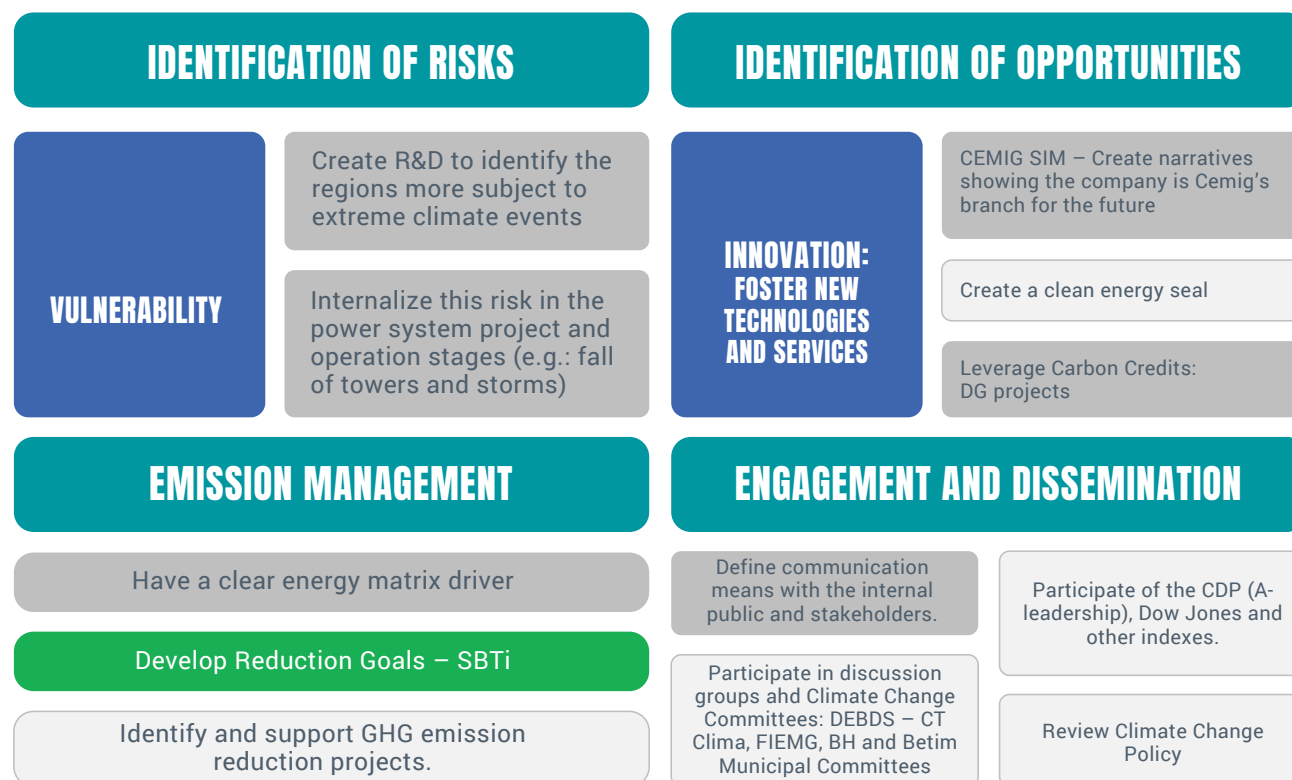 IDENTIFICATION OF RISKS
VULNERABILITY
Create R&D to identify the
regions more subject to
extreme climate events
Internalize this risk in the
power system project and
operation stages (e.g.: fall
of towers and storms)
IDENTIFICATION OF OPPORTUNITIES
INNOVATION:
FOSTER NEW
TECHNOLOGIES
AND SERVICES
CEMIG SIM – Create narratives
showing the company is Cemig's
branch for the future
Create a clean energy seal
Leverage Carbon Credits:
DG projects
EMISSION MANAGEMENT
Have a clear energy matrix driver
Develop Reduction Goals – SBTi
Identify and support GHG emission
reduction projects.
ENGAGEMENT AND DISSEMINATION
Define communication
means with the internal
public and stakeholders.
Participate in discussion
groups ahd Climate Change
Committees: DEBDS – CT
Clima, FIEMG, BH and Betim
Municipal Committees
Participate of the CDP (A-
leadership), Dow Jones and
other indexes.
Review Climate Change
Policy